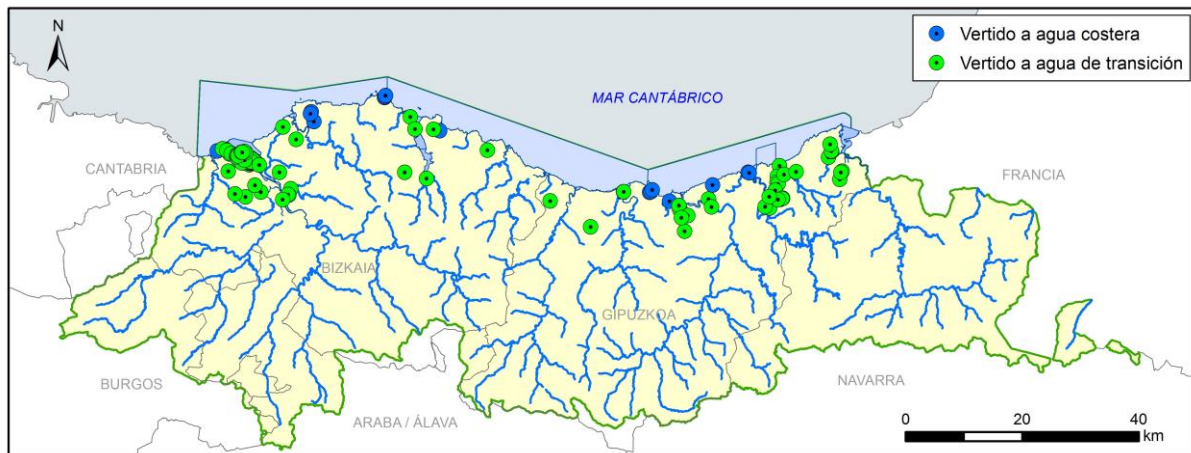 N
Vertido a agua costera
Vertido a agua de transición
MAR CANTÁBRICO
CANTABRIA
FRANCIA
BIZKAIA
GIPUZKOA
BURGOS
NAVARRA
ARABA / ÁLAVA
0 20 40
km